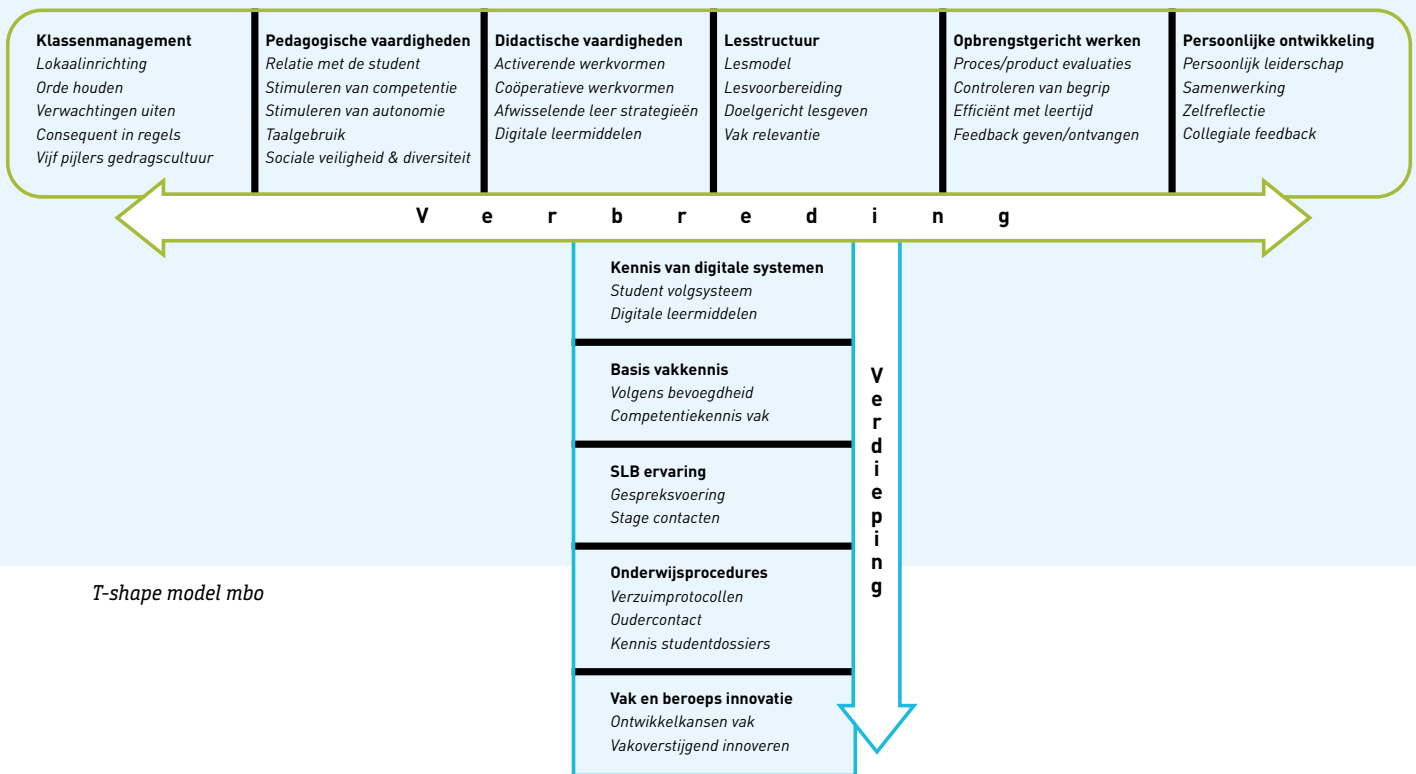 Klassenmanagement
Lokaalinrichting
Orde houden
Verwachtingen uiten
Consequent in regels
Vijf pijlers gedragscultuur
Pedagogische vaardigheden
Relatie met de student
Stimuleren van competentie
Stimuleren van autonomie
Taalgebruik
Sociale veiligheid & diversiteit
Didactische vaardigheden
Activerende werkvormen
Coöperatieve werkvormen
Afwisselende leer strategieën
Digitale leermiddelen
Lesstructuur
Lesmodel
Lesvoorbereiding
Doelgericht lesgeven
Vak relevantie
Opbrengstgericht werken
Proces/product evaluaties
Controleren van begrip
Efficiënt met leertijd
Feedback geven/ontvangen
Persoonlijke ontwikkeling
Persoonlijk leiderschap
Samenwerking
Zelfreflectie
Collegiale feedback
Verbreding
Kennis van digitale systemen
Student volgsysteem
Digitale leermiddelen
Basis vakkennis
Volgens bevoegdheid
Competentiekennis vak
SLB ervaring
Gespreksvoering
Stage contacten
Onderwijsprocedures
Verzuimprotocollen
Oudercontact
Kennis studentdossiers
Vak en beroeps innovatie
Ontwikkelkansen vak
Vakoverstijgend innoveren
Verdieping
T-shape model mbo